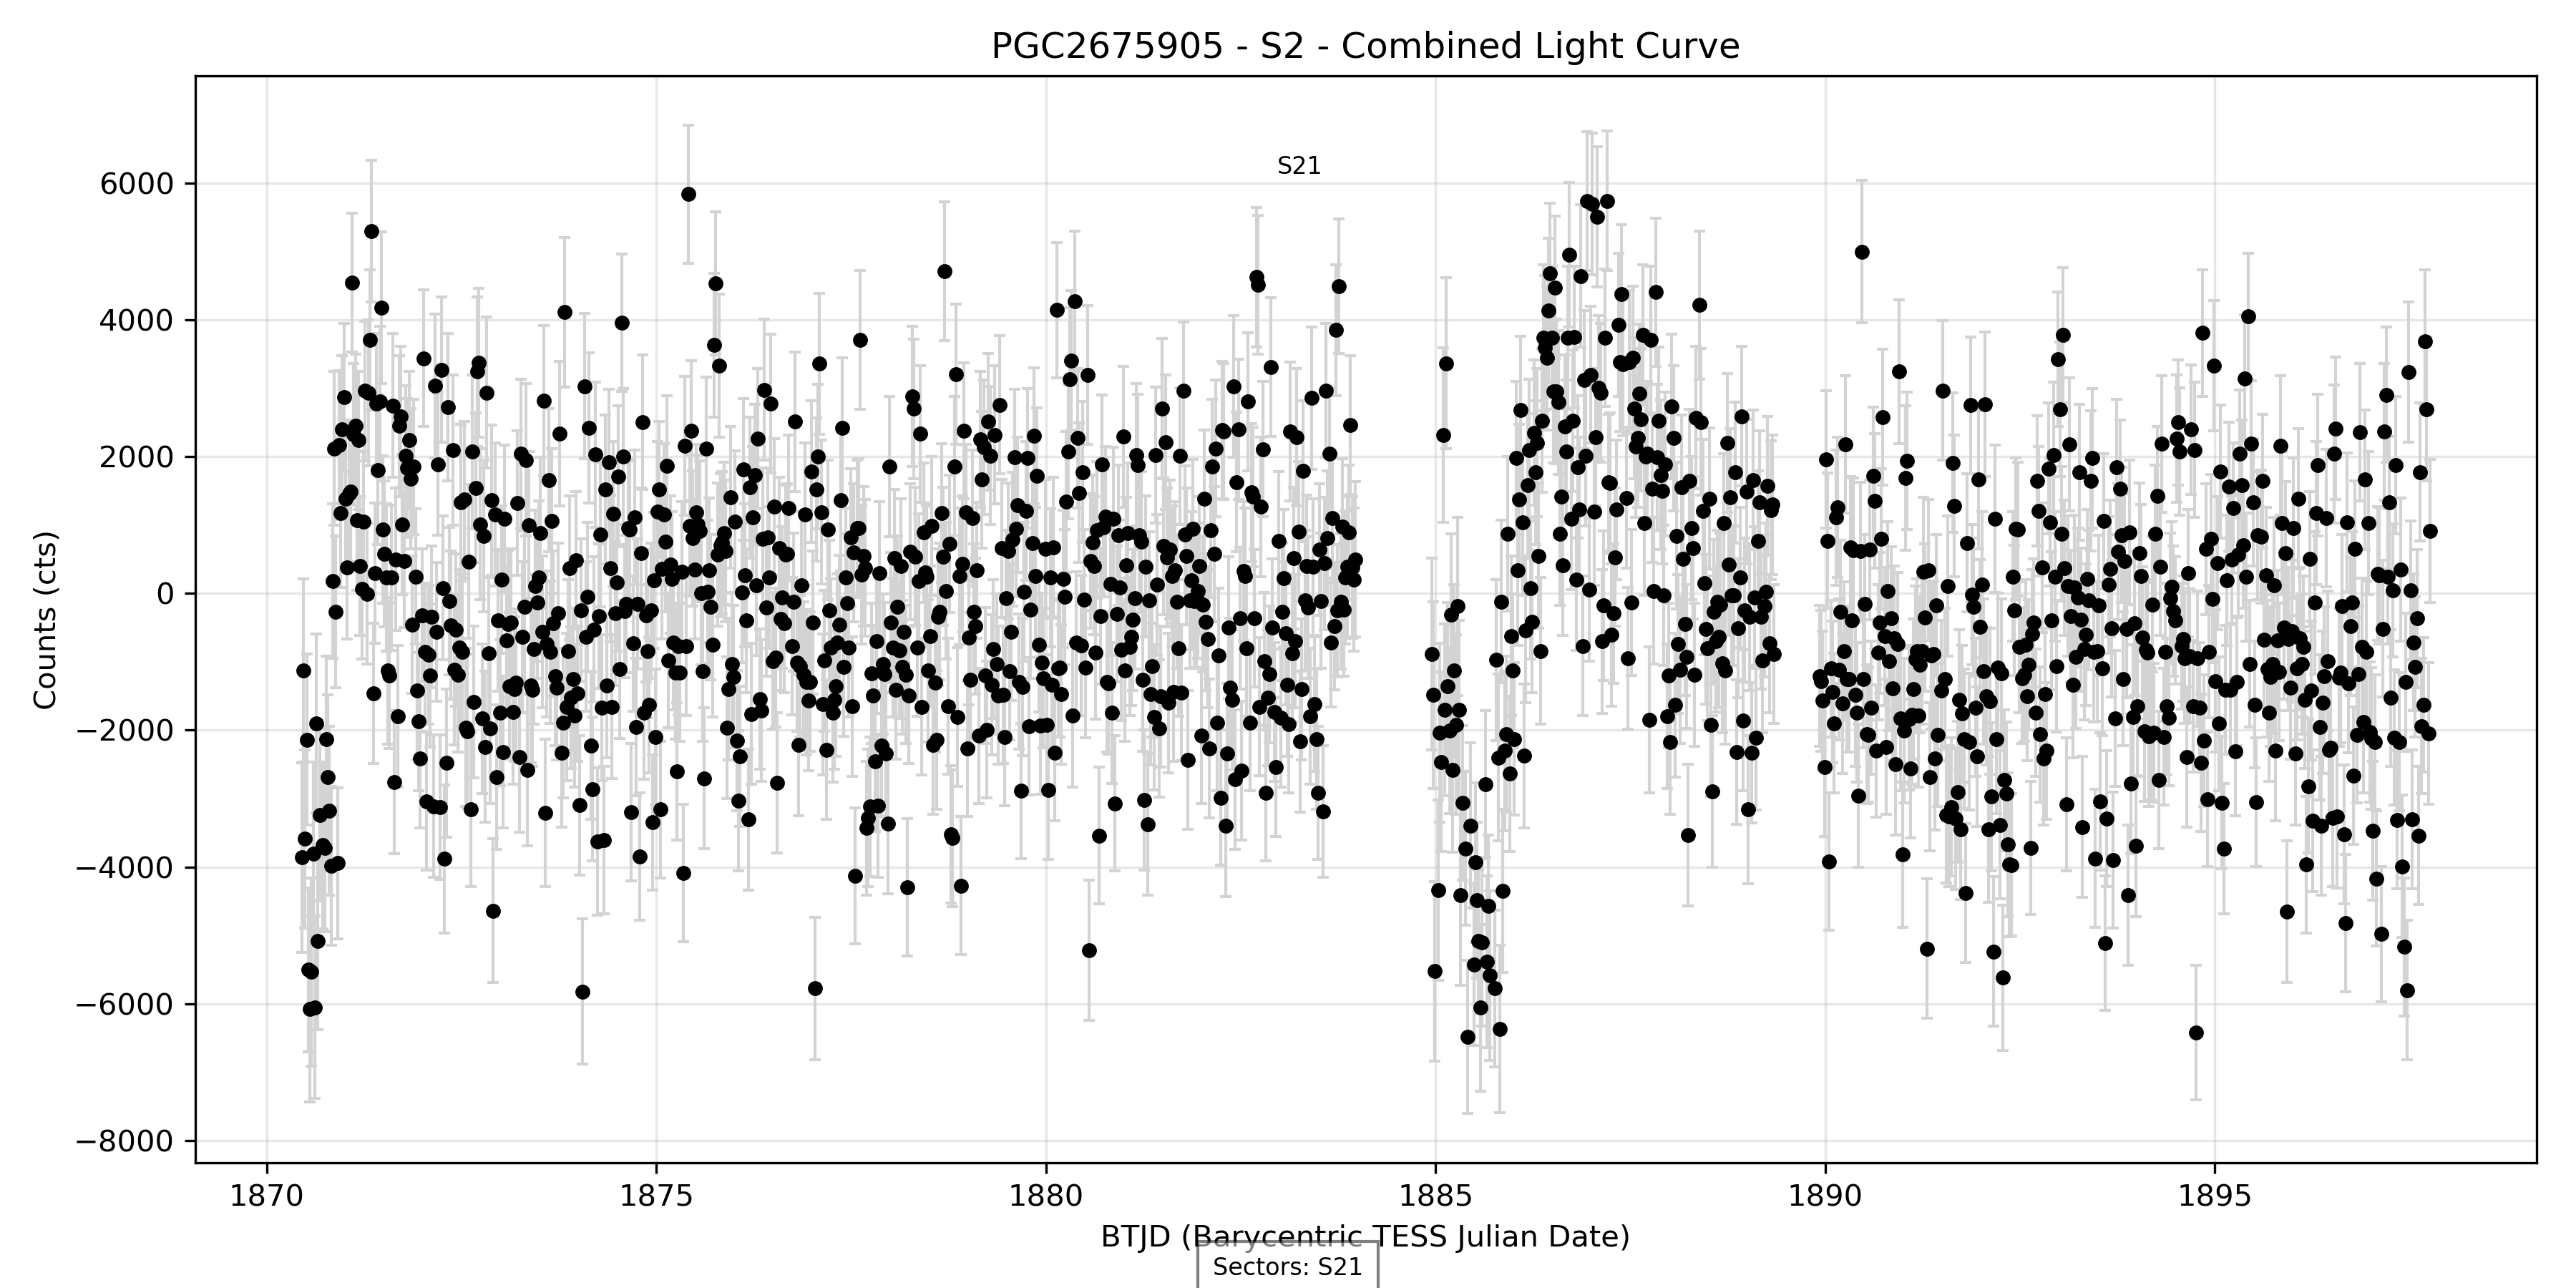 PGC2675905 - S2 - Combined Light Curve
S21
6000
4000
2000
0
−2000
−4000
−6000
−8000
Counts (cts)
1870 1875 1880 1885 1890 1895
BTJD (Barycentric TESS Julian Date)
Sectors: S21